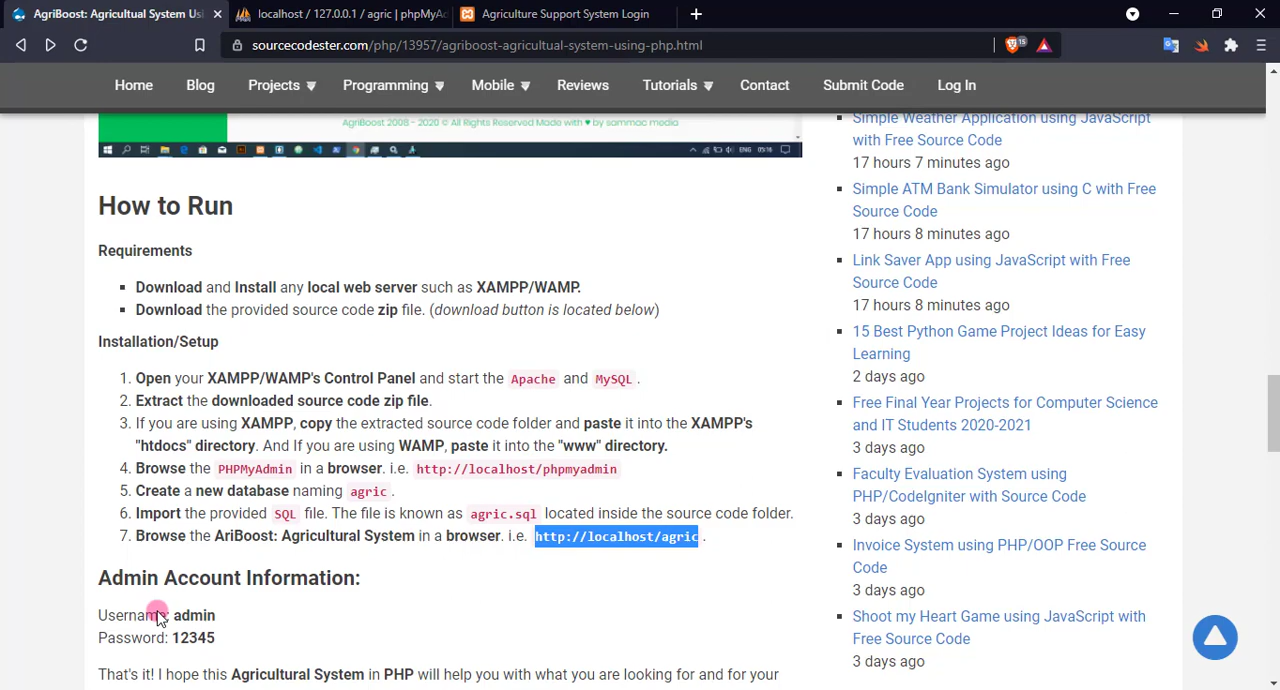 AgriBoost: Agricultual System Usi
localhost / 127.0.0.1 / agric | phpMyAd
Agriculture Support System Login
sourcecodester.com/php/13957/agriboost-agricultual-system-using-php.html
15
Home Blog Projects Programming Mobile Reviews Tutorials Contact Submit Code Log In
AgriBoost 2008 - 2020 © All Rights Reserved Made with ♥ by sammac media
ENG 05:16
How to Run
Requirements
Download and Install any local web server such as XAMPP/WAMP.
Download the provided source code zip file. (download button is located below)
Installation/Setup
1. Open your XAMPP/WAMP's Control Panel and start the Apache and MySQL .
2. Extract the downloaded source code zip file.
3. If you are using XAMPP, copy the extracted source code folder and paste it into the XAMPP's
"htdocs" directory. And If you are using WAMP, paste it into the "www" directory.
4. Browse the PHPMyAdmin in a browser. i.e. http://localhost/phpmyadmin
5. Create a new database naming agric .
6. Import the provided SQL file. The file is known as agric.sql located inside the source code folder.
7. Browse the AriBoost: Agricultural System in a browser. i.e. http://localhost/agric .
Admin Account Information:
Username: admin
Password: 12345
That's it! I hope this Agricultural System in PHP will help you with what you are looking for and for your
Simple Weather Application using JavaScript
with Free Source Code
17 hours 7 minutes ago
Simple ATM Bank Simulator using C with Free
Source Code
17 hours 8 minutes ago
Link Saver App using JavaScript with Free
Source Code
17 hours 8 minutes ago
15 Best Python Game Project Ideas for Easy
Learning
2 days ago
Free Final Year Projects for Computer Science
and IT Students 2020-2021
3 days ago
Faculty Evaluation System using
PHP/CodeIgniter with Source Code
3 days ago
Invoice System using PHP/OOP Free Source
Code
3 days ago
Shoot my Heart Game using JavaScript with
Free Source Code
3 days ago